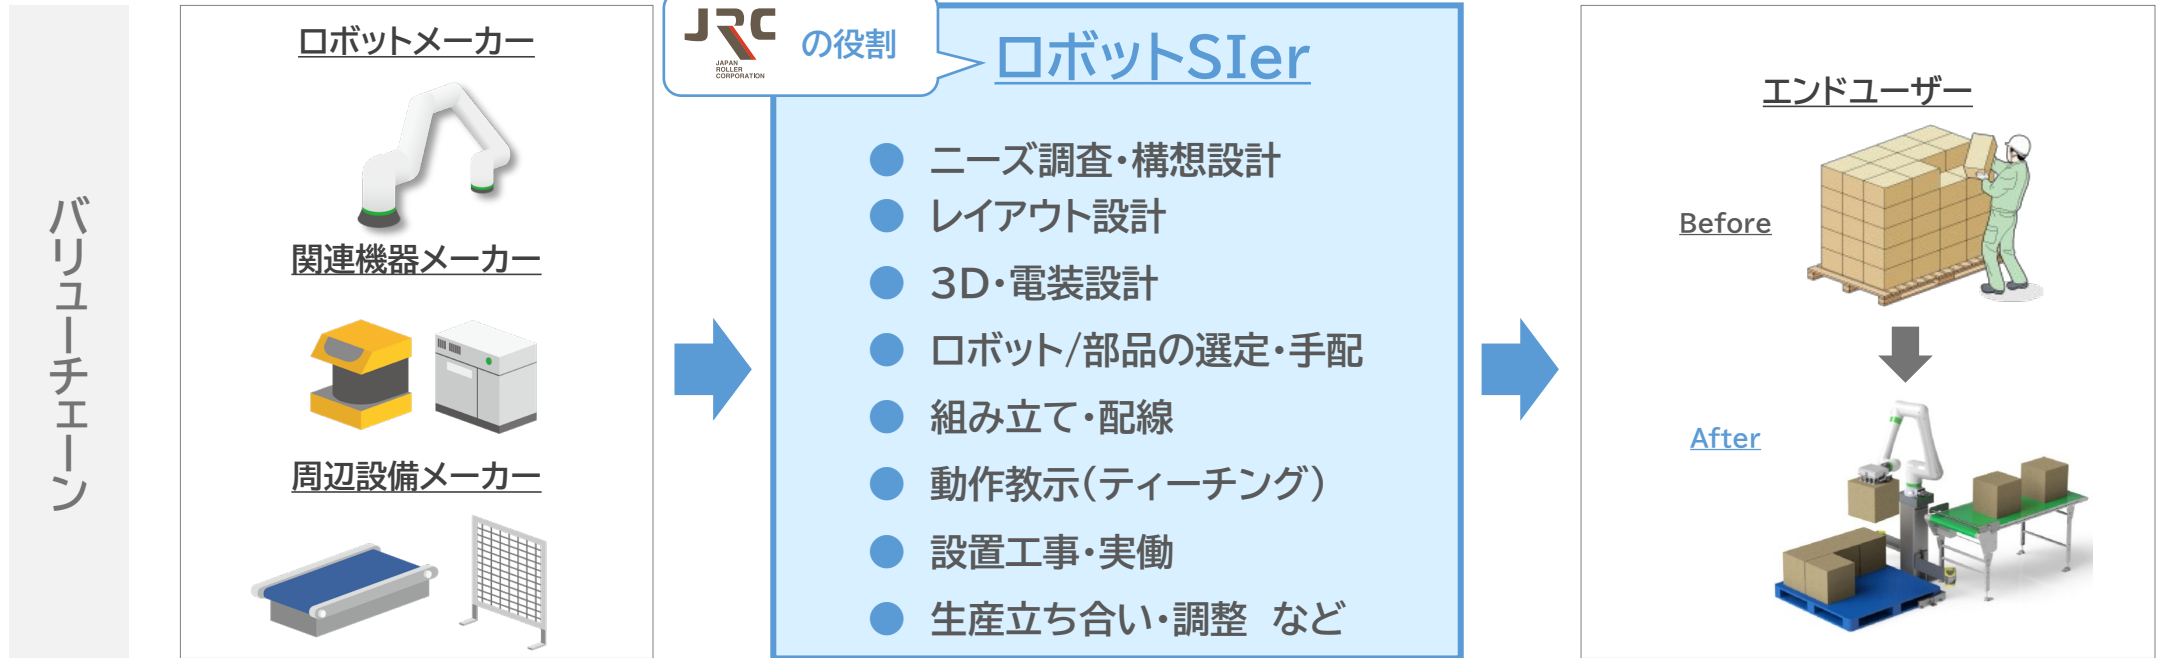 バリューチェーン
ロボットメーカー
関連機器メーカー
周辺設備メーカー
JRC
JAPAN
ROLLER
CORPORATION
の役割
ロボットSIer
● ニーズ調査・構想設計
● レイアウト設計
● 3D・電装設計
● ロボット/部品の選定・手配
● 組み立て・配線
● 動作教示(ティーチング)
● 設置工事・実働
● 生産立ち合い・調整 など
エンドユーザー
Before
After